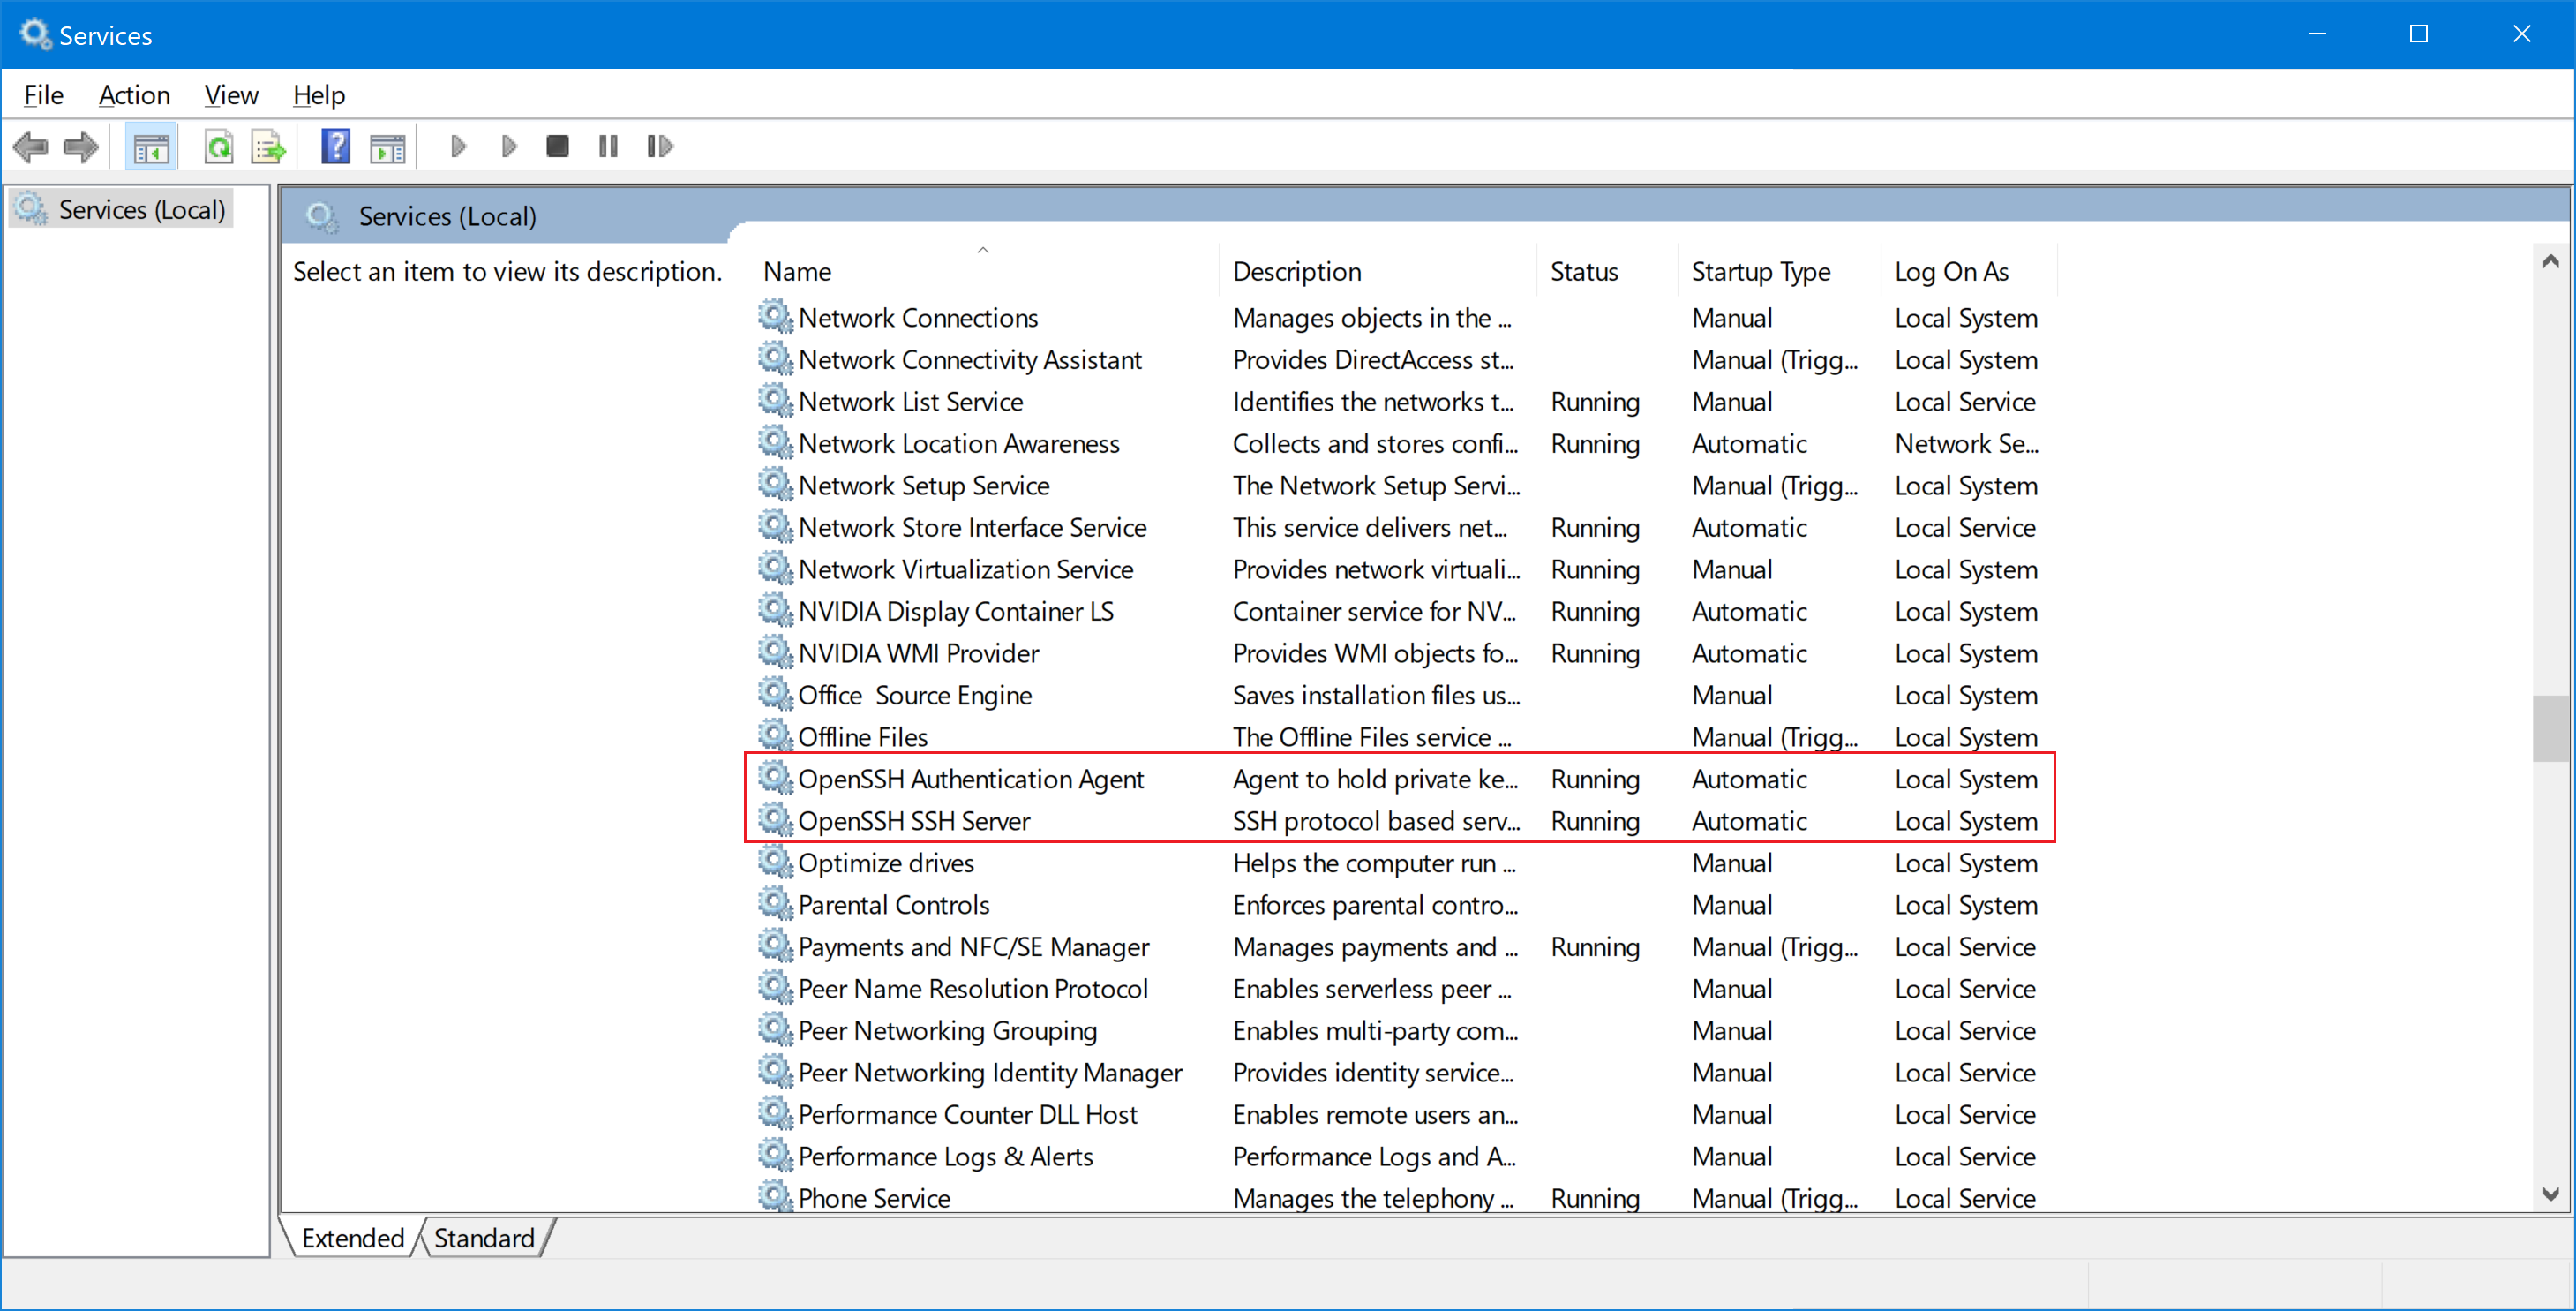 Services
File Action View Help
Services (Local)
Services (Local)
Select an item to view its description.
Name Description Status Startup Type Log On As
Network Connections Manages objects in the ... Manual Local System
Network Connectivity Assistant Provides DirectAccess st... Manual (Trigg... Local System
Network List Service Identifies the networks t... Running Manual Local Service
Network Location Awareness Collects and stores confi... Running Automatic Network Se...
Network Setup Service The Network Setup Servi... Manual (Trigg... Local System
Network Store Interface Service This service delivers net... Running Automatic Local Service
Network Virtualization Service Provides network virtuali... Running Manual Local System
NVIDIA Display Container LS Container service for NV... Running Automatic Local System
NVIDIA WMI Provider Provides WMI objects fo... Running Automatic Local System
Office  Source Engine Saves installation files us... Manual Local System
Offline Files The Offline Files service ... Manual (Trigg... Local System
OpenSSH Authentication Agent Agent to hold private ke... Running Automatic Local System
OpenSSH SSH Server SSH protocol based serv... Running Automatic Local System
Optimize drives Helps the computer run ... Manual Local System
Parental Controls Enforces parental contro... Manual Local System
Payments and NFC/SE Manager Manages payments and ... Running Manual (Trigg... Local Service
Peer Name Resolution Protocol Enables serverless peer ... Manual Local Service
Peer Networking Grouping Enables multi-party com... Manual Local Service
Peer Networking Identity Manager Provides identity service... Manual Local Service
Performance Counter DLL Host Enables remote users an... Manual Local Service
Performance Logs & Alerts Performance Logs and A... Manual Local Service
Phone Service Manages the telephony ... Running Manual (Trigg... Local Service
Extended Standard